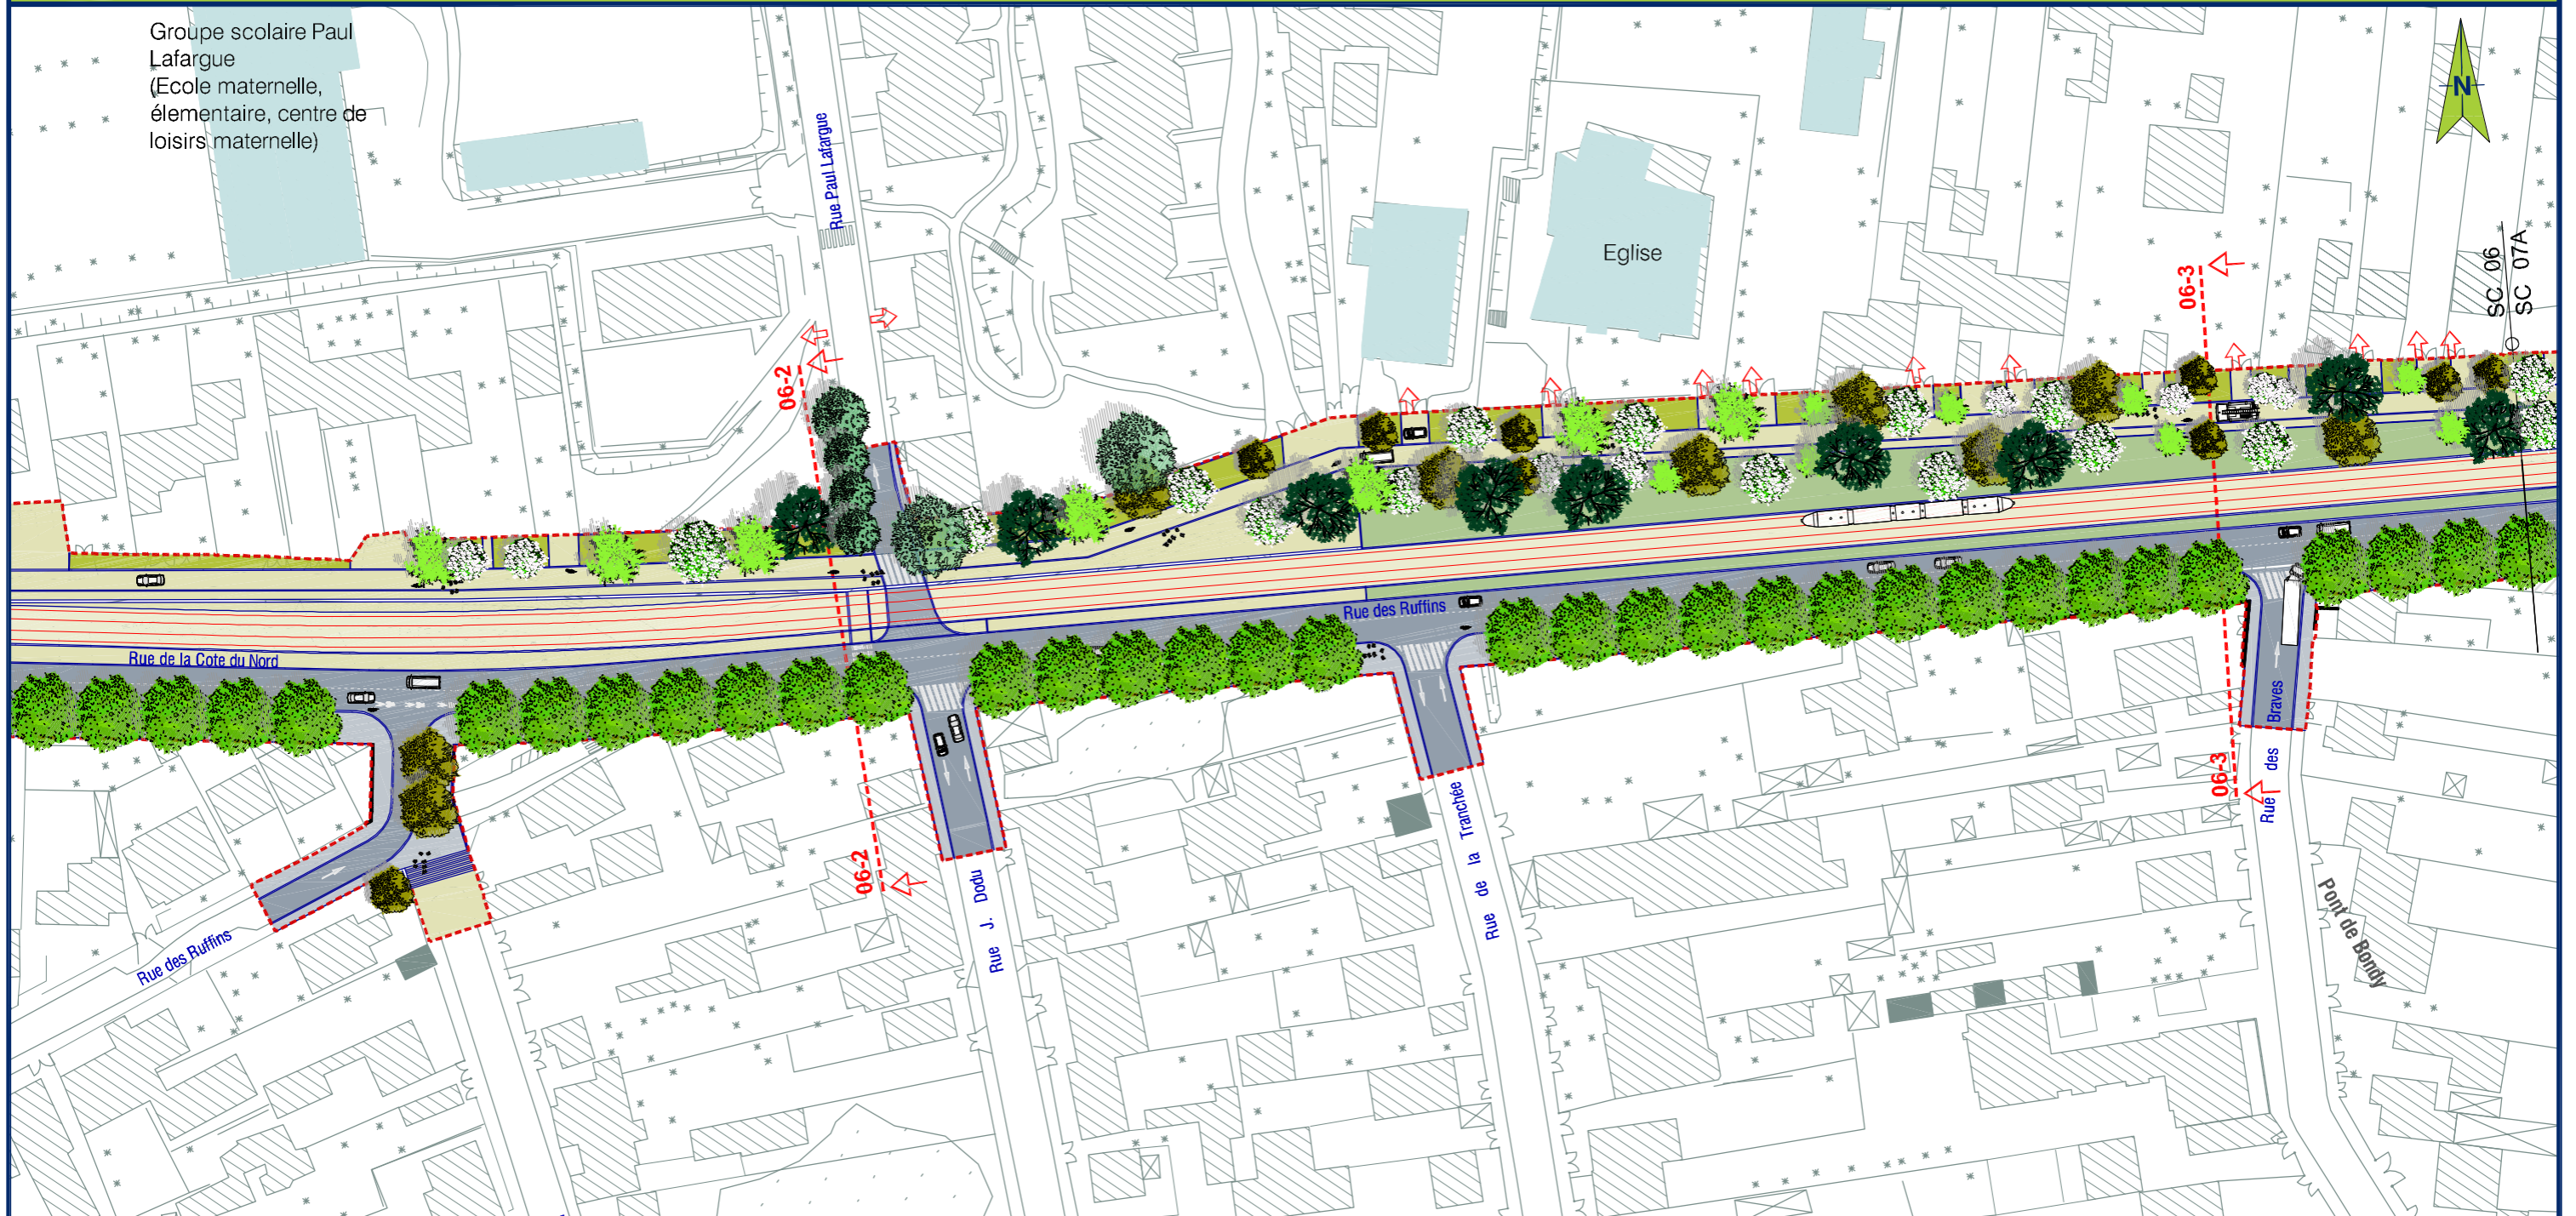 Groupe scolaire Paul
Lafargue
(Ecole maternelle,
élementaire, centre de
loisirs maternelle)
Rue Paul Lafargue
Eglise
N
SC 06
SC 07A
06-3
06-2
Rue des Ruffins
Rue de la Cote du Nord
06-2
06-3
Rue des Braves
Rue J. Dodu
Rue de la Tranchée
Rue des Ruffins
Pont de Bondy